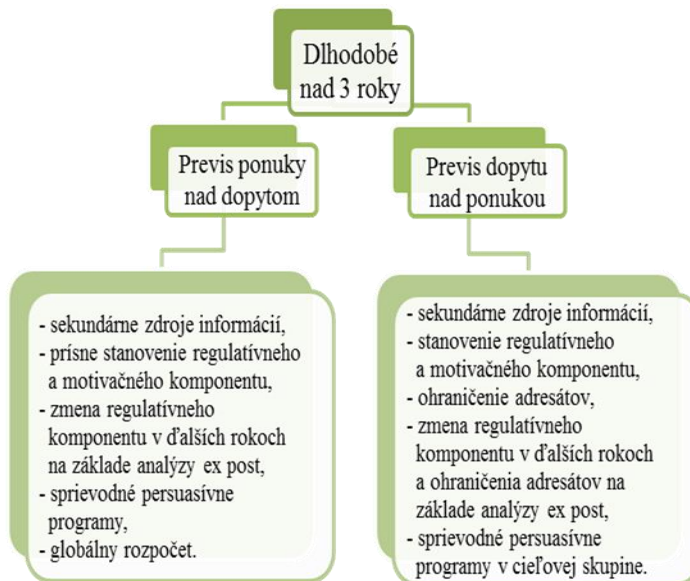 Dlhodobé
nad 3 roky
Previs ponuky
nad dopytom
Previs dopytu
nad ponukou
- sekundárne zdroje informácií,
- prísne stanovenie regulatívneho
a motivačného komponentu,
- zmena regulatívneho
komponentu v ďalších rokoch
na základe analýzy ex post,
- sprievodné persuasívne
programy,
- globálny rozpočet.
- sekundárne zdroje informácií,
- stanovenie regulatívneho
a motivačného komponentu,
- ohraničenie adresátov,
- zmena regulatívneho
komponentu v ďalších rokoch
a ohraničenia adresátov na
základe analýzy ex post,
- sprievodné persuasívne
programy v cieľovej skupine.